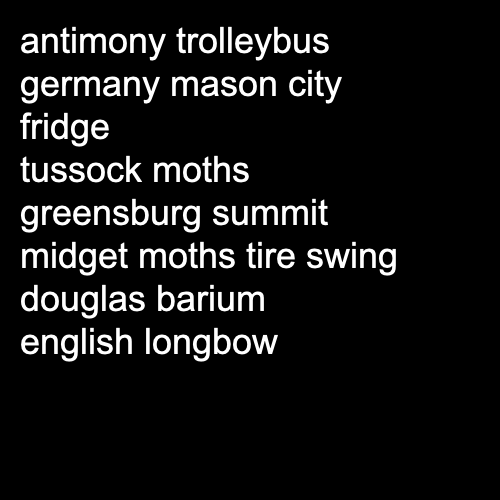 antimony trolleybus
germany mason city
fridge
tussock moths
greensburg summit
midget moths tire swing
douglas barium
english longbow